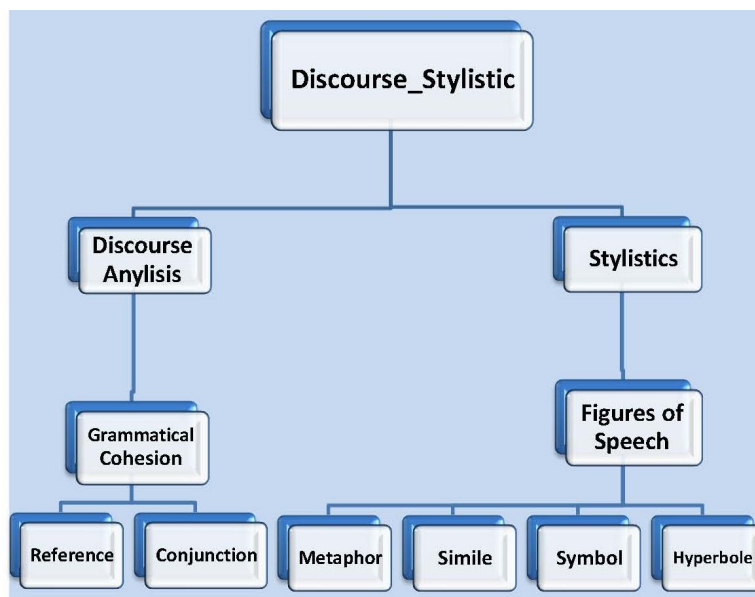 Discourse_Stylistic
Discourse
Anylisis
Stylistics
Grammatical
Cohesion
Figures of
Speech
Reference
Conjunction
Metaphor
Simile
Symbol
Hyperbole